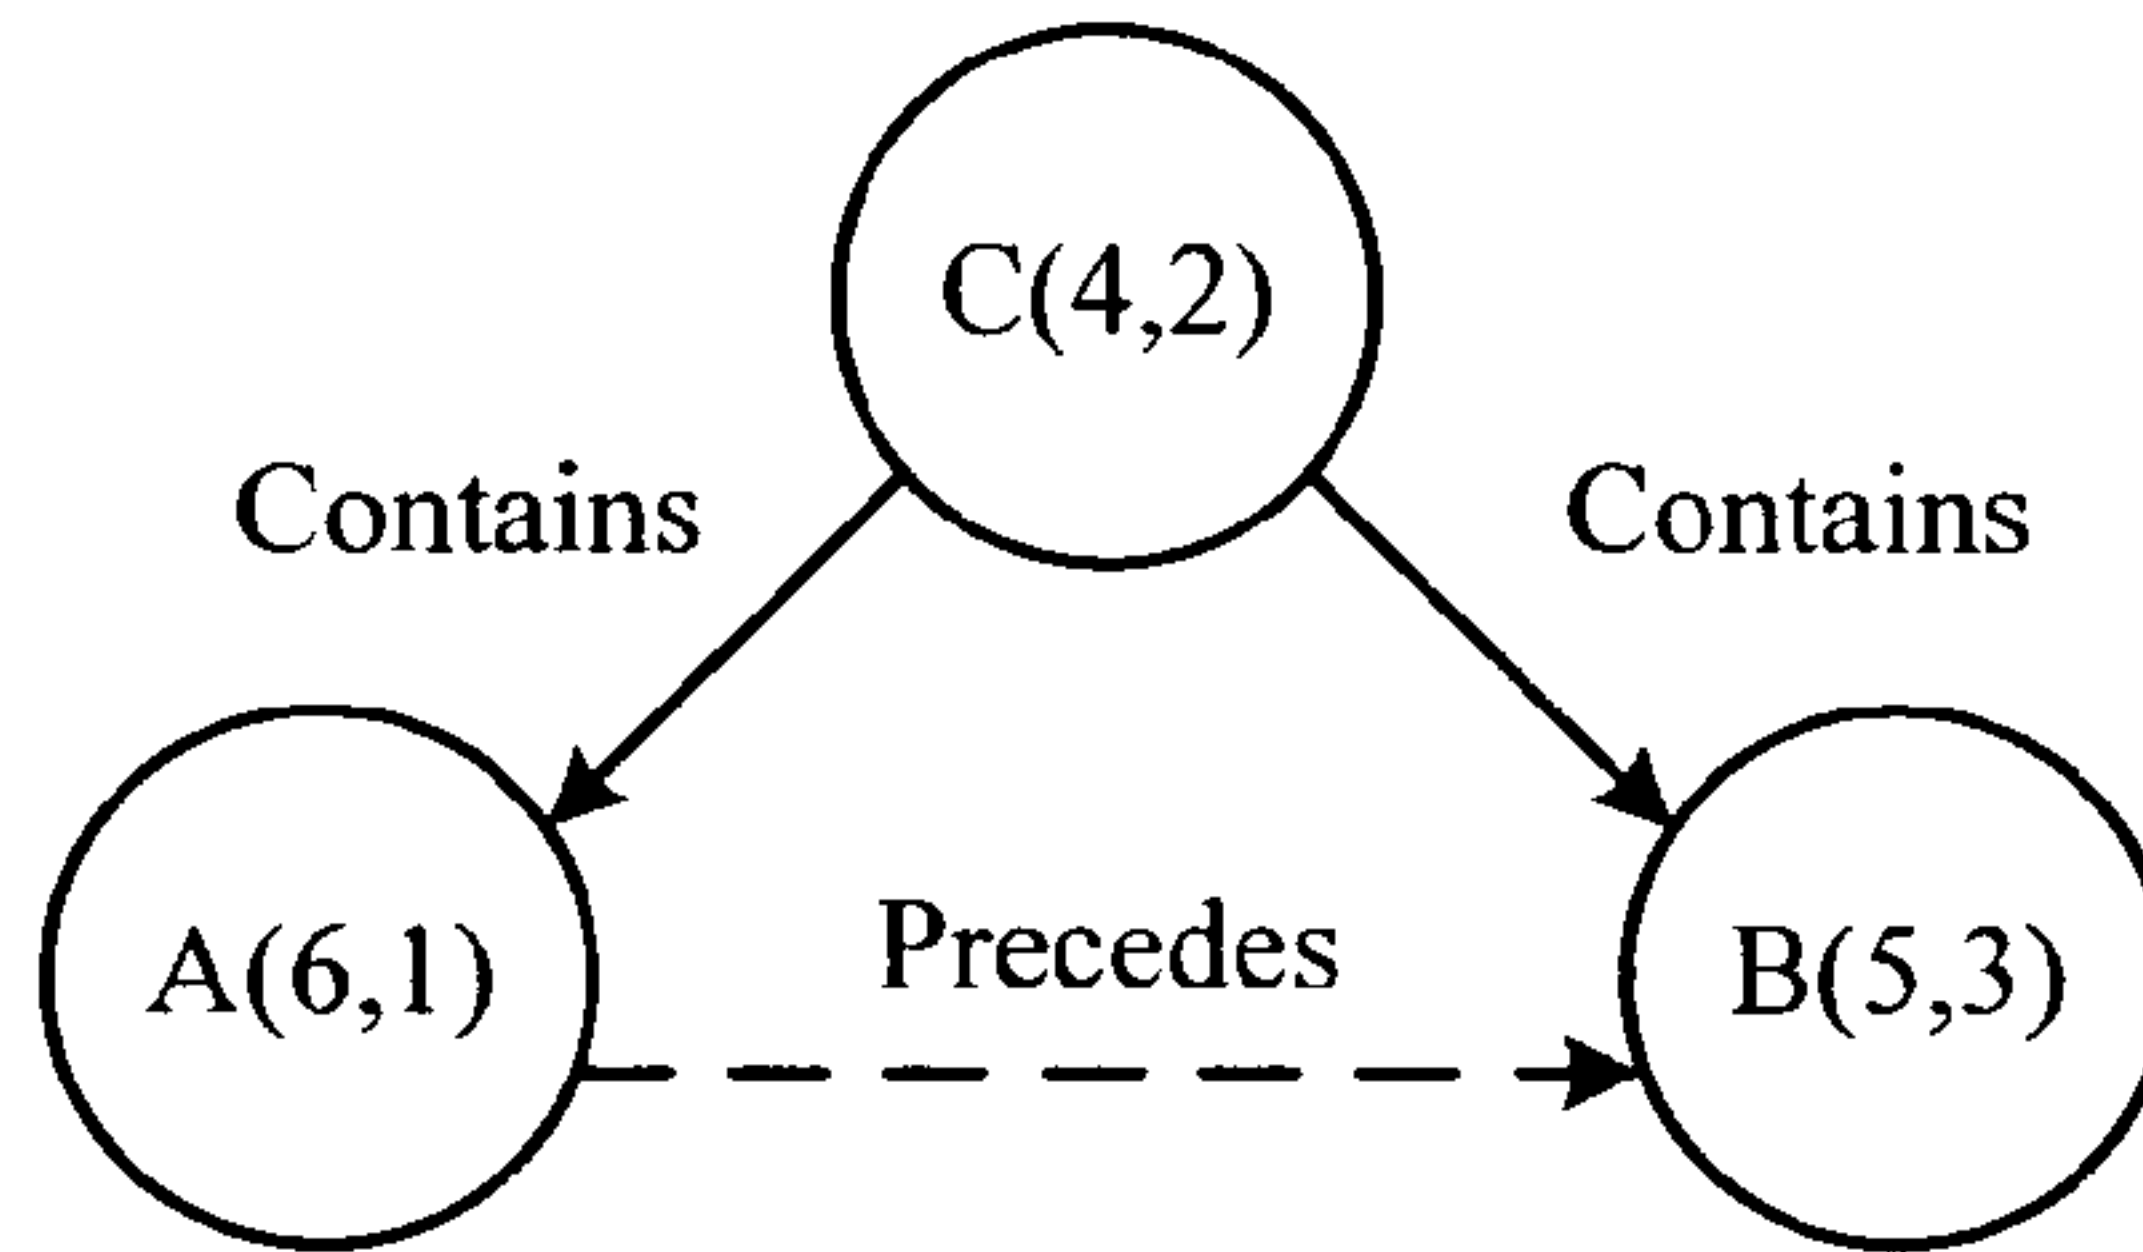 C(4,2)
Contains
Contains
Precedes
A(6,1)
B(5,3)